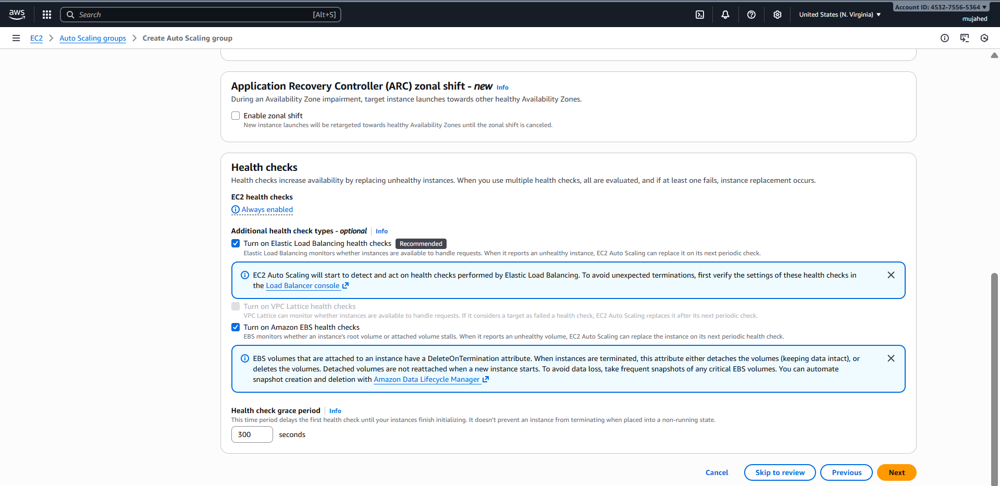 aws
Search [Alt+S]
United States (N. Virginia)
Account ID: 4532-7556-5364
mujahed
EC2 > Auto Scaling groups > Create Auto Scaling group
Application Recovery Controller (ARC) zonal shift - new Info
During an Availability Zone impairment, target instance launches towards other healthy Availability Zones.
Enable zonal shift
New instance launches will be retargeted towards healthy Availability Zones until the zonal shift is canceled.
Health checks
Health checks increase availability by replacing unhealthy instances. When you use multiple health checks, all are evaluated, and if at least one fails, instance replacement occurs.
EC2 health checks
Always enabled
Additional health check types - optional Info
Turn on Elastic Load Balancing health checks Recommended
Elastic Load Balancing monitors whether instances are available to handle requests. When it reports an unhealthy instance, EC2 Auto Scaling can replace it on its next periodic check.
EC2 Auto Scaling will start to detect and act on health checks performed by Elastic Load Balancing. To avoid unexpected terminations, first verify the settings of these health checks in
the Load Balancer console
Turn on VPC Lattice health checks
VPC Lattice can monitor whether instances are available to handle requests. If it considers a target as failed a health check, EC2 Auto Scaling replaces it after its next periodic check.
Turn on Amazon EBS health checks
EBS monitors whether an instance's root volume or attached volume stalls. When it reports an unhealthy volume, EC2 Auto Scaling can replace the instance on its next periodic health check.
EBS volumes that are attached to an instance have a DeleteOnTermination attribute. When instances are terminated, this attribute either detaches the volumes (keeping data intact), or
deletes the volumes. Detached volumes are not reattached when a new instance starts. To avoid data loss, take frequent snapshots of any critical EBS volumes. You can automate
snapshot creation and deletion with Amazon Data Lifecycle Manager
Health check grace period Info
This time period delays the first health check until your instances finish initializing. It doesn't prevent an instance from terminating when placed into a non-running state.
300 seconds
Cancel Skip to review Previous Next